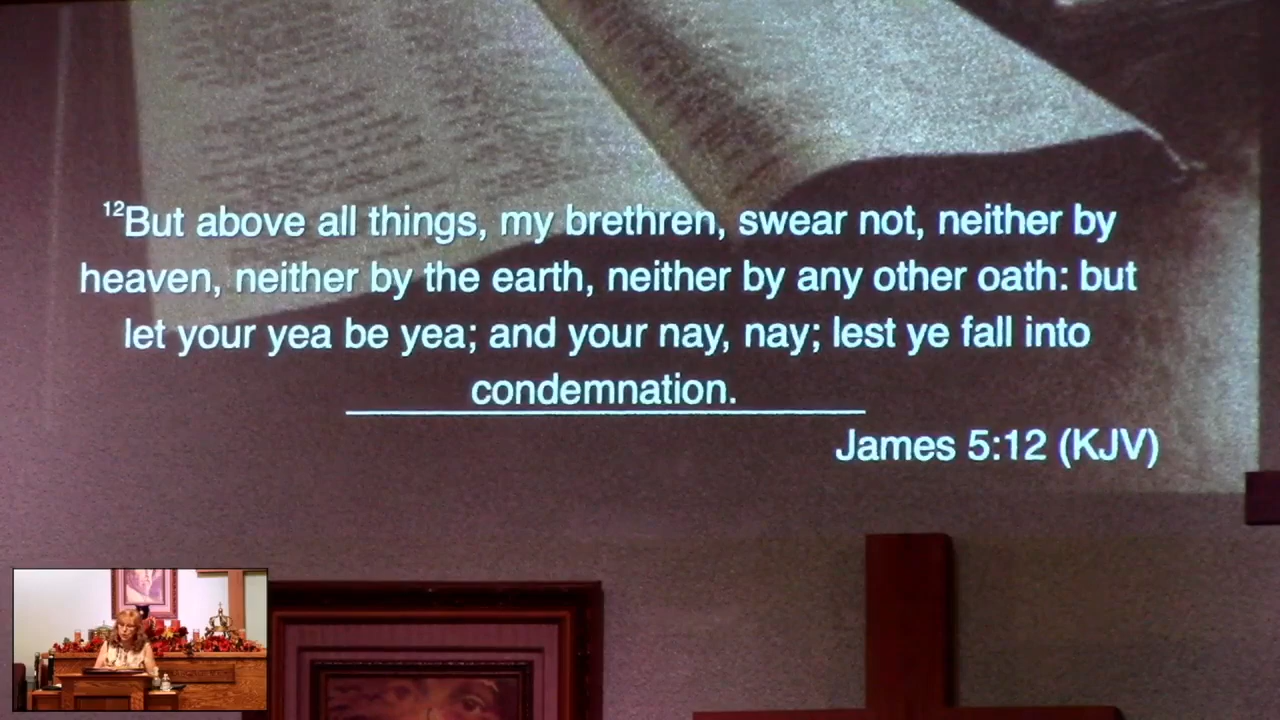 ¹²But above all things, my brethren, swear not, neither by
heaven, neither by the earth, neither by any other oath: but
let your yea be yea; and your nay, nay; lest ye fall into
condemnation.
James 5:12 (KJV)